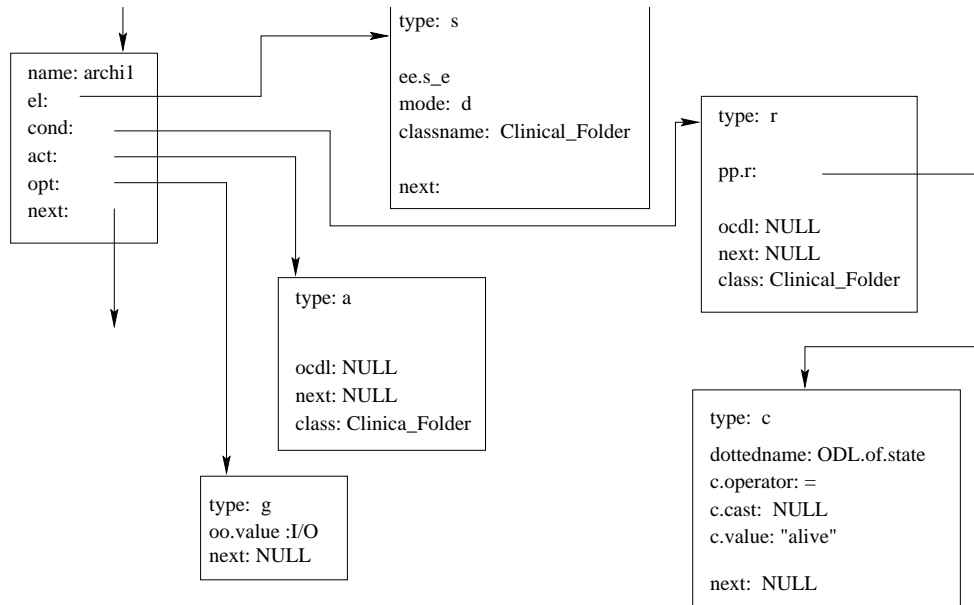 name: archi1
el:
cond:
act:
opt:
next:
type: s
ee.s_e
mode: d
classname: Clinical_Folder
next:
type: r
pp.r:
ocdl: NULL
next: NULL
class: Clinical_Folder
type: a
ocdl: NULL
next: NULL
class: Clinica_Folder
type: g
oo.value :I/O
next: NULL
type: c
dottedname: ODL.of.state
c.operator: =
c.cast: NULL
c.value: "alive"
next: NULL